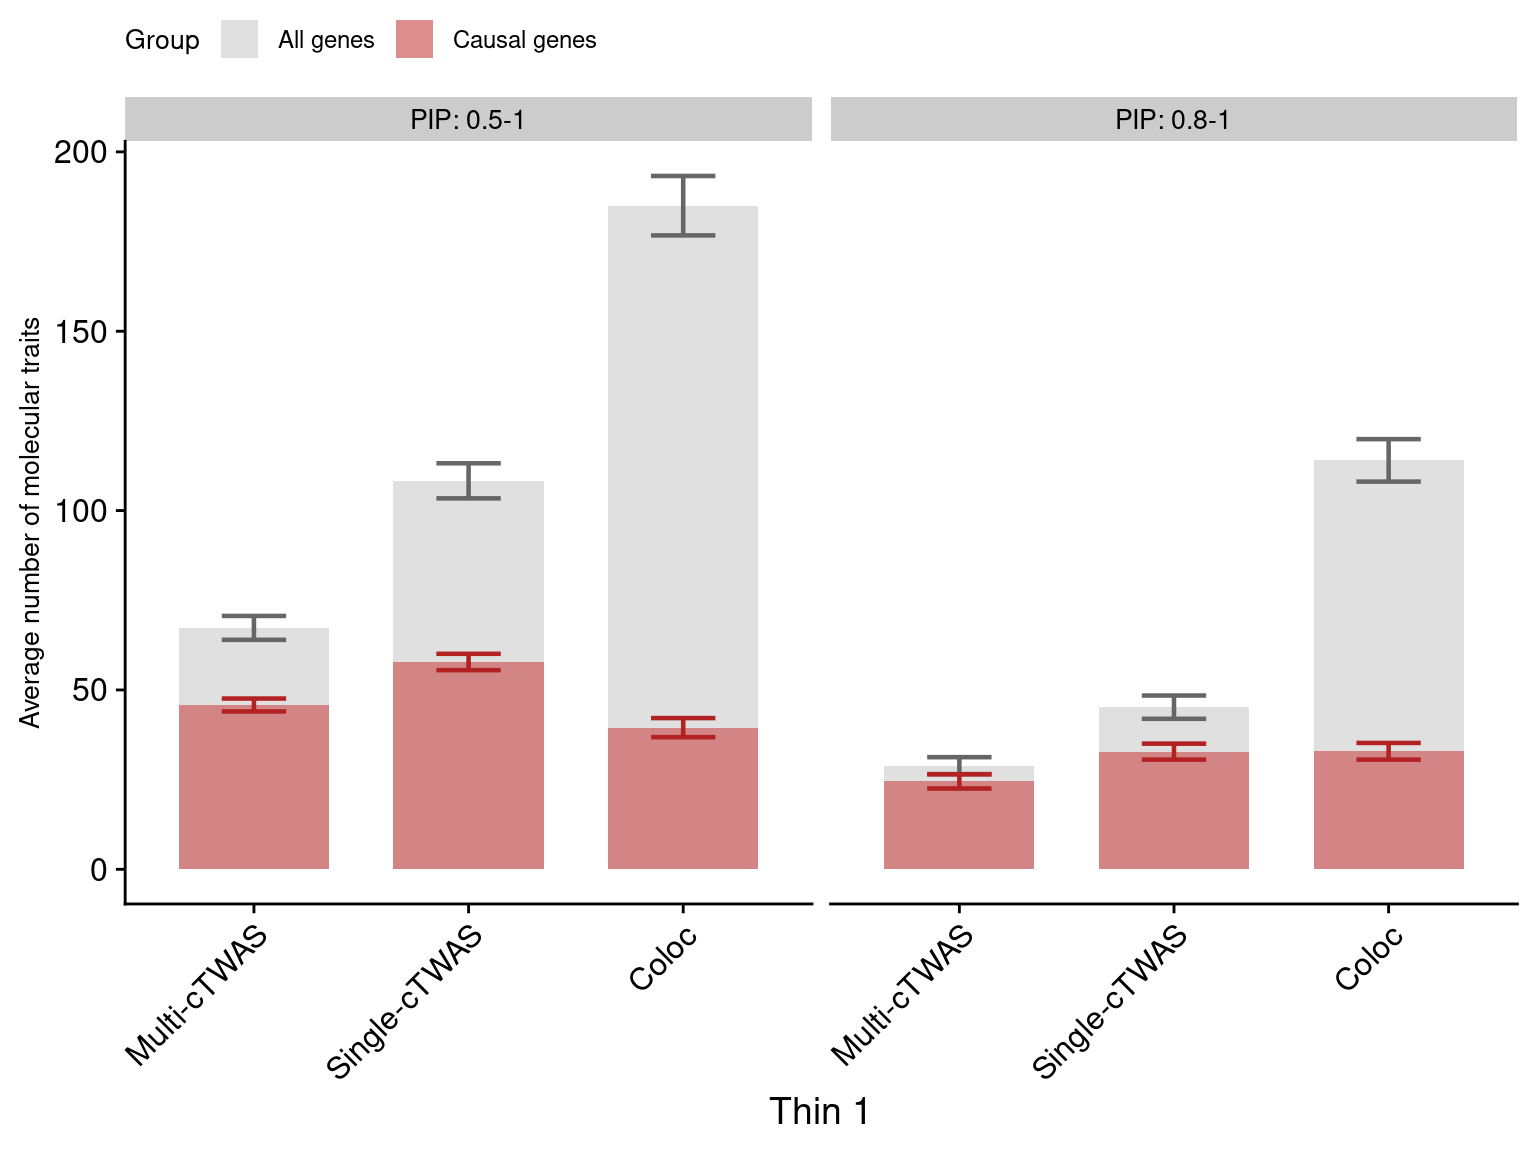 Group All genes Causal genes
PIP: 0.5-1 PIP: 0.8-1
Average number of molecular traits
200
150
100
50
0
Multi-cTWAS Single-cTWAS Coloc Multi-cTWAS Single-cTWAS Coloc
Thin 1